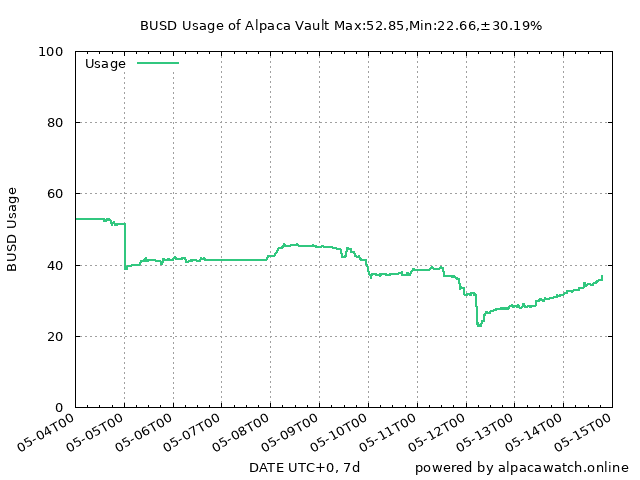 BUSD Usage of Alpaca Vault Max:52.85,Min:22.66,±30.19%
Usage
BUSD Usage
100
80
60
40
20
0
05-04T00
05-05T00
05-06T00
05-07T00
05-08T00
05-09T00
05-10T00
05-11T00
05-12T00
05-13T00
05-14T00
05-15T00
DATE UTC+0, 7d
powered by alpacawatch.online